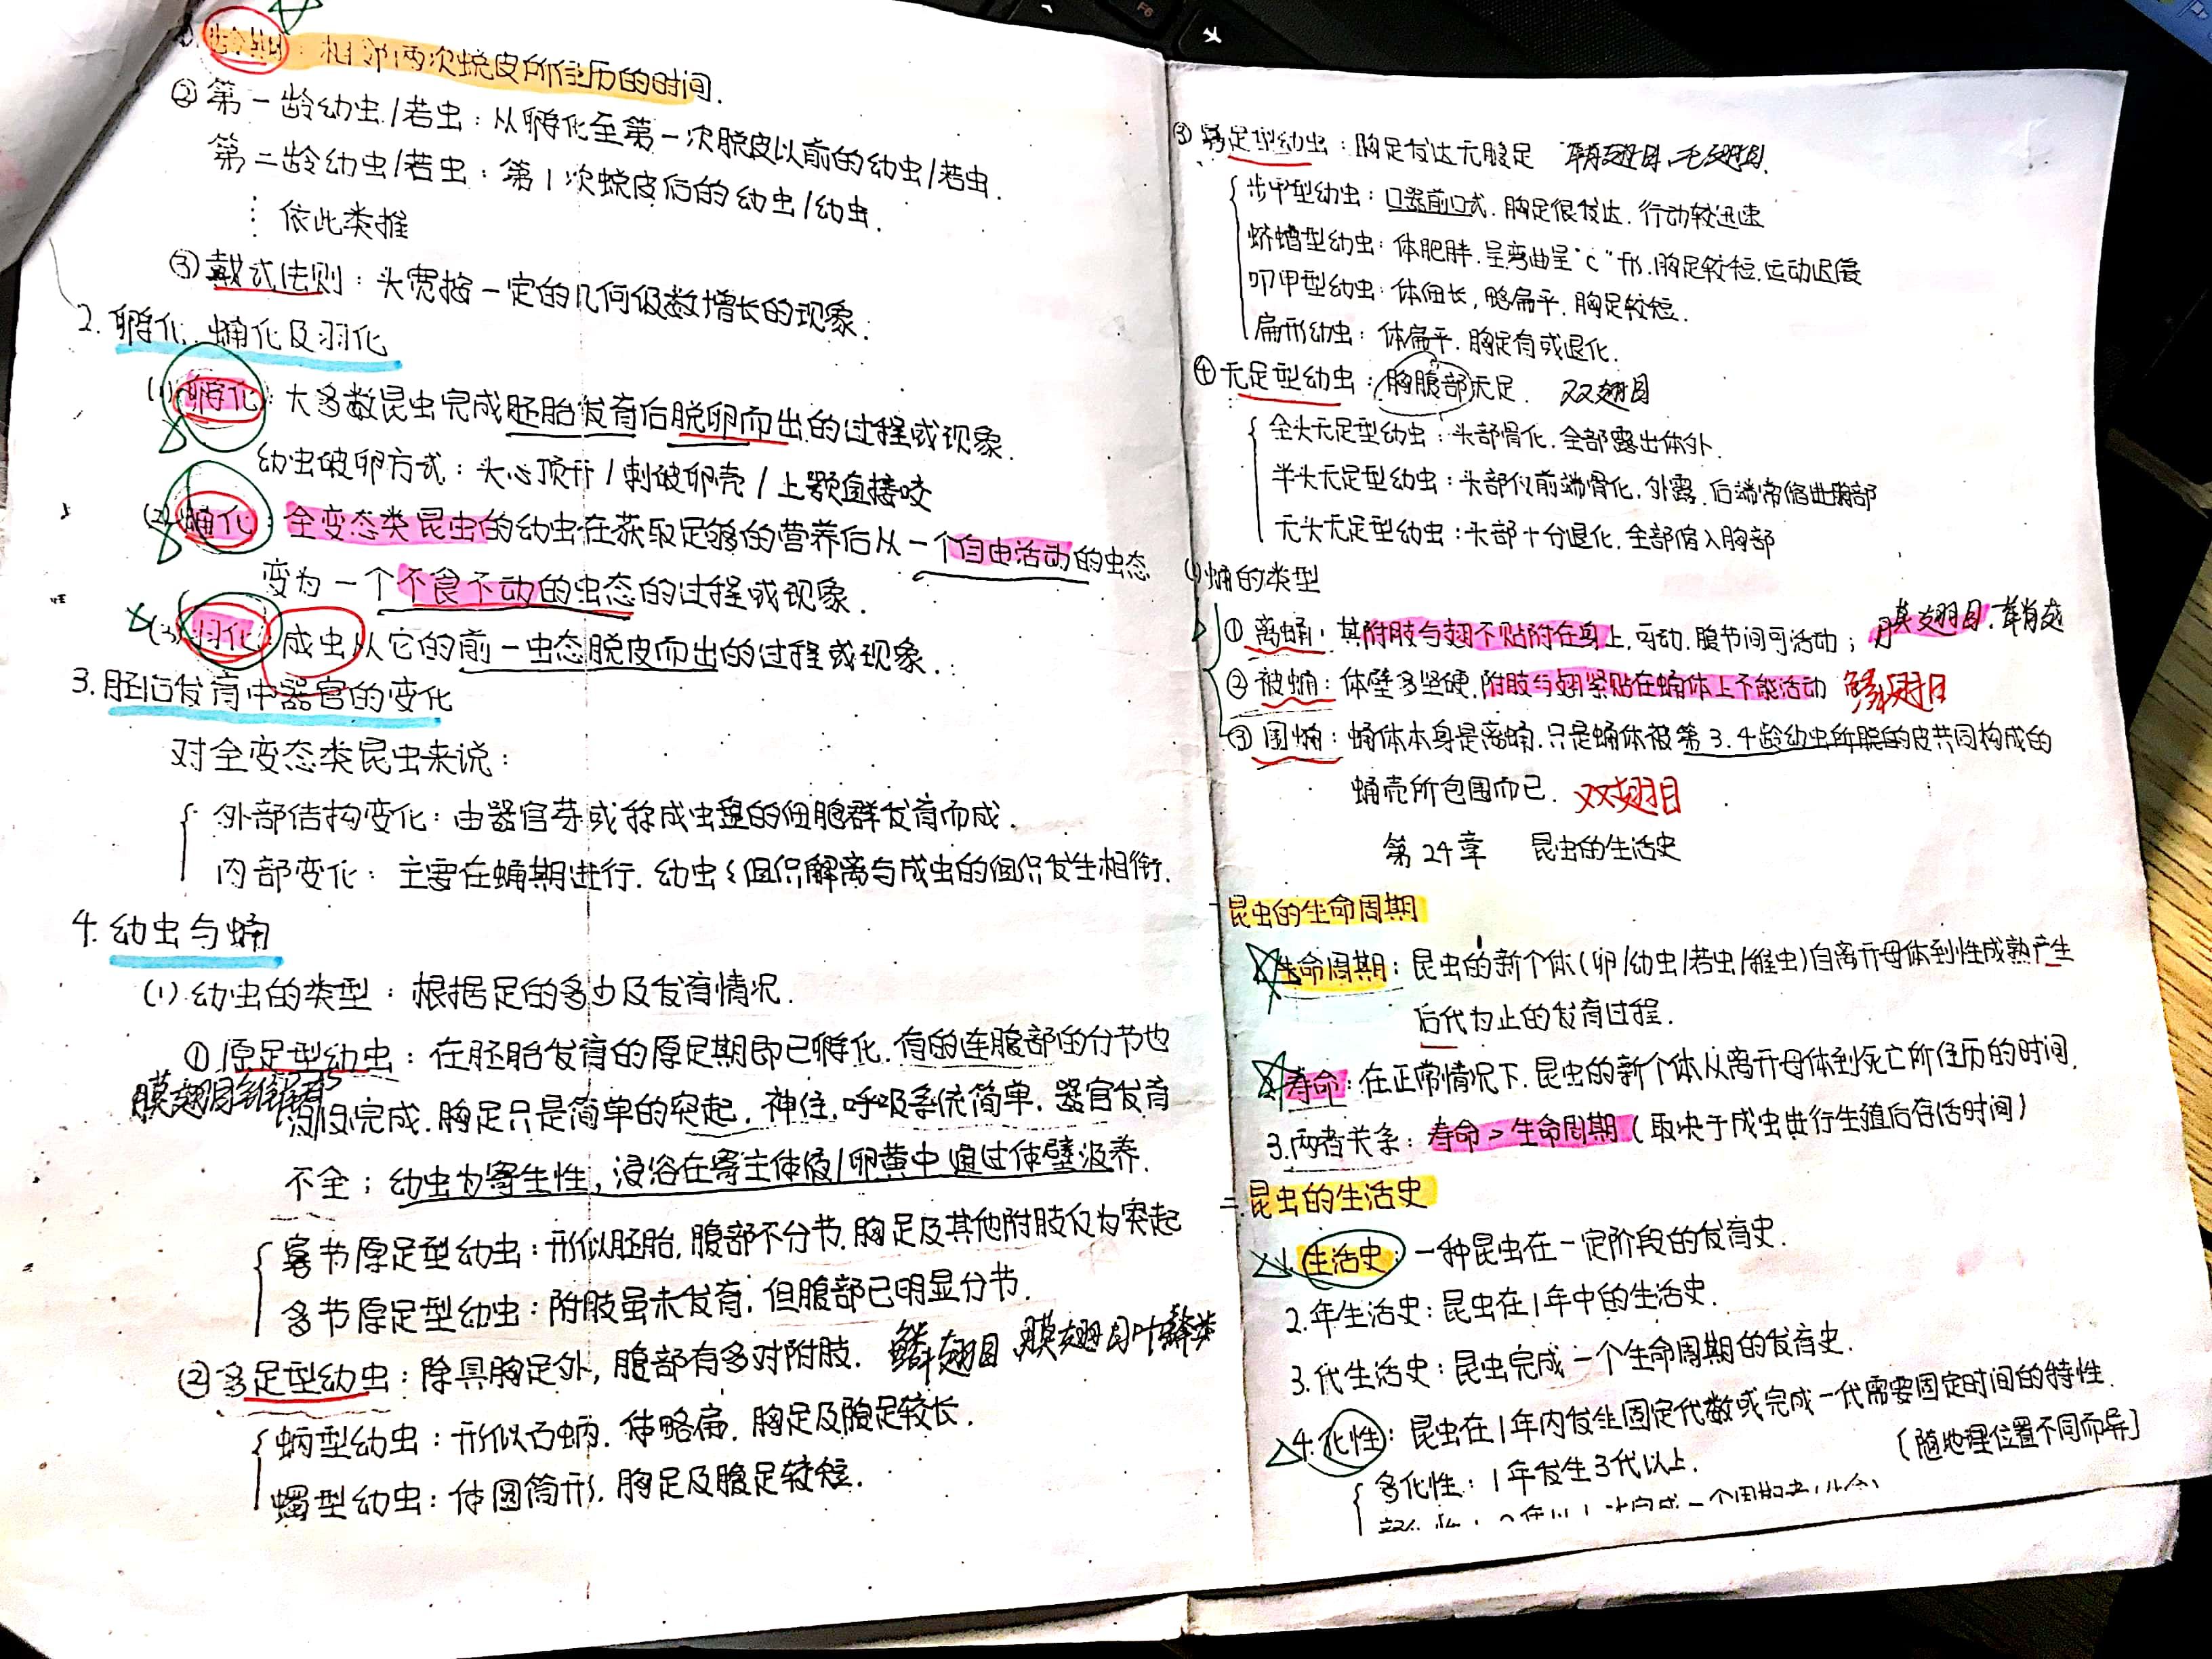 ①龄期：相邻两次蜕皮所经历的时间.
②第一龄幼虫/若虫：从孵化至第一次脱皮以前的幼虫/若虫.
第二龄幼虫/若虫：第1次蜕皮后的幼虫/幼虫.
⋮ 依此类推
③戴式法则：头宽按一定的几何级数增长的现象.
2.孵化、蛹化及羽化
(1)孵化：大多数昆虫完成胚胎发育后脱卵而出的过程或现象.
幼虫破卵方式：头心顶开/刺破卵壳/上颚直接咬
(2)蛹化：全变态类昆虫的幼虫在获取足够的营养后从一个自由活动的虫态
变为一个不食不动的虫态的过程或现象.
(3)羽化：成虫从它的前一虫态脱皮而出的过程或现象.
3.胚后发育中器官的变化
对全变态类昆虫来说：
外部结构变化：由器官芽或称成虫盘的细胞群发育而成.
内部变化：主要在蛹期进行.幼虫组织解离与成虫的组织发生相衔.
4.幼虫与蛹
(1)幼虫的类型：根据足的多少及发育情况.
①原足型幼虫：在胚胎发育的原足期即已孵化.有的连腹部的分节也
膜翅目
完成.胸足只是简单的突起，神经.呼吸系统简单.器官发育
不全；幼虫为寄生性，浸浴在寄主体液/卵黄中通过体壁汲养.
寡节原足型幼虫：形似胚胎，腹部不分节.胸足及其他附肢仅为突起
多节原足型幼虫：附肢虽未发育，但腹部已明显分节.
②多足型幼虫：除具胸足外，腹部有多对附肢. 鳞翅目、膜翅目叶蜂类
蚋型幼虫：形似石蚋.体略扁.胸足及腹足较长.
蠋型幼虫：体圆筒形.胸足及腹足较短.
③寡足型幼虫：胸足发达无腹足 鞘翅目、毛翅目.
步甲型幼虫：口器前口式.胸足很发达.行动较迅速
蛴螬型幼虫：体肥胖.呈弯曲呈"C"形.胸足较短.运动迟缓
叩甲型幼虫：体细长，略扁平.胸足较短.
扁形幼虫：体扁平.胸足有或退化.
④无足型幼虫：胸腹部无足. 双翅目
全头无足型幼虫：头部骨化.全部露出体外.
半头无足型幼虫：头部仅前端骨化，外露.后端常缩进胸部
无头无足型幼虫：头部十分退化.全部缩入胸部
蛹的类型
①离蛹：其附肢与翅不贴附在身上，可动.腹节间可活动；膜翅目.鞘翅
②被蛹：体壁多坚硬.附肢与翅紧贴在蛹体上不能活动 鳞翅目
③围蛹：蛹体本身是离蛹.只是蛹体被第3.4龄幼虫所脱的皮共同构成的
蛹壳所包围而已. 双翅目
第24章 昆虫的生活史
一昆虫的生命周期
生命周期：昆虫的新个体(卵/幼虫/若虫/稚虫)自离开母体到性成熟产生
后代为止的发育过程.
2.寿命：在正常情况下.昆虫的新个体从离开母体到死亡所经历的时间.
3.两者关系：寿命>生命周期(取决于成虫进行生殖后存活时间)
二昆虫的生活史
1.生活史：一种昆虫在一定阶段的发育史.
2.年生活史：昆虫在1年中的生活史.
3.代生活史：昆虫完成一个生命周期的发育史.
4.化性：昆虫在1年内发生固定代数或完成一代需要固定时间的特性.
(随地理位置不同而异)
多化性：1年发生3代以上.